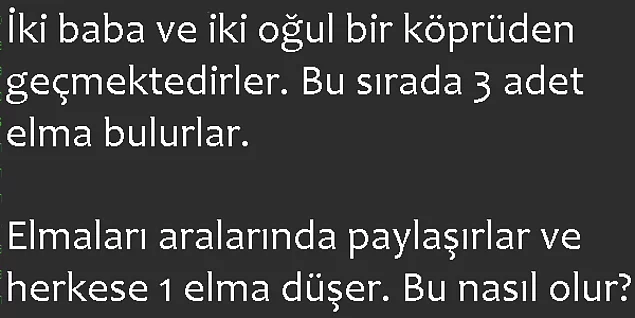 İki baba ve iki oğul bir köprüden
geçmektedirler. Bu sırada 3 adet
elma bulurlar.
Elmaları aralarında paylaşırlar ve
herkese 1 elma düşer. Bu nasıl olur?